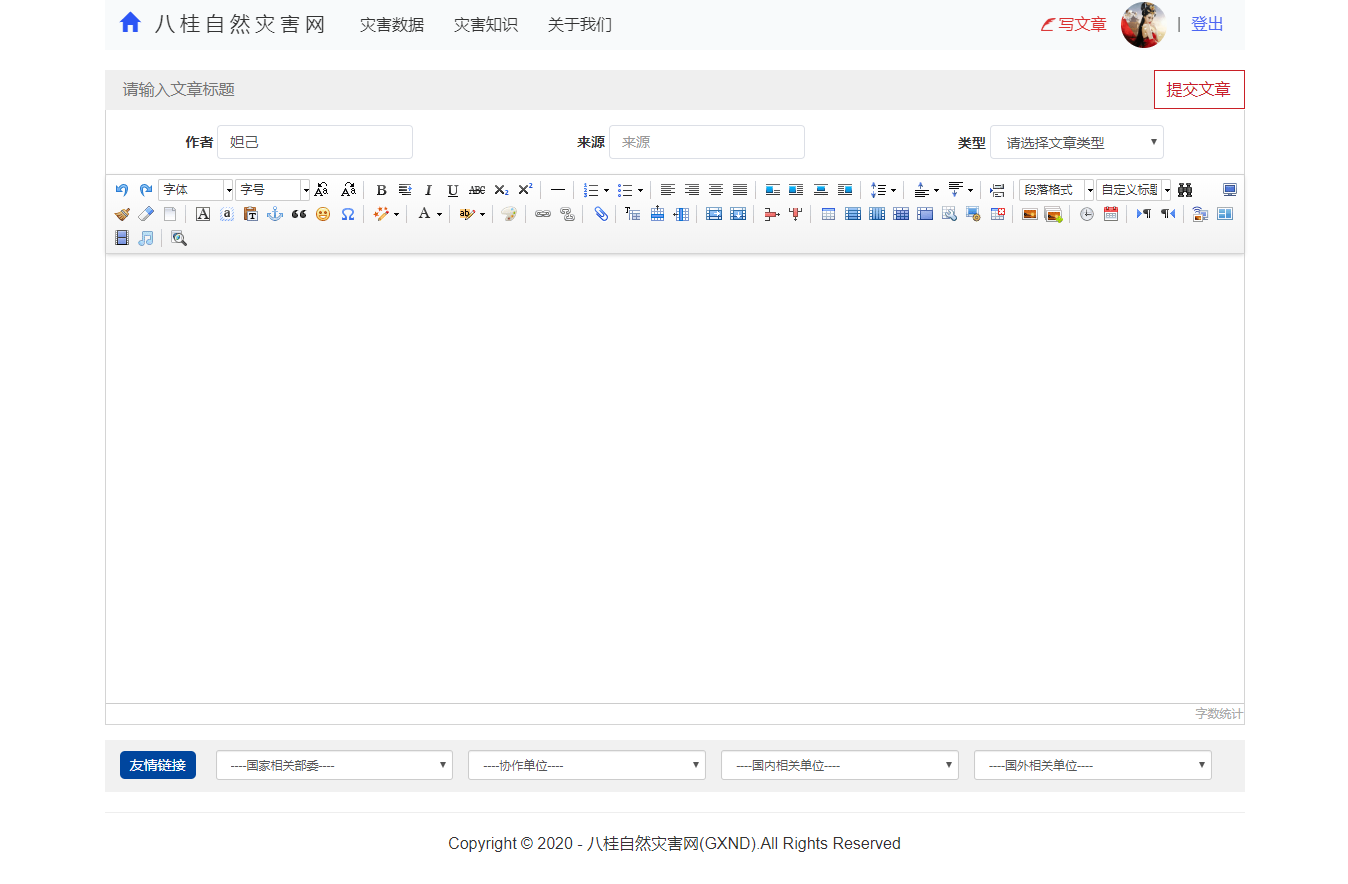 八桂自然灾害网 灾害数据 灾害知识 关于我们 写文章 | 登出
请输入文章标题 提交文章
作者 妲己 来源 来源 类型 请选择文章类型
字体 字号 B I U ABC X₂ X² 段落格式 自定义标题
A a Ω A ab
字数统计
友情链接 ----国家相关部委---- ----协作单位---- ----国内相关单位---- ----国外相关单位----
Copyright © 2020 - 八桂自然灾害网(GXND).All Rights Reserved